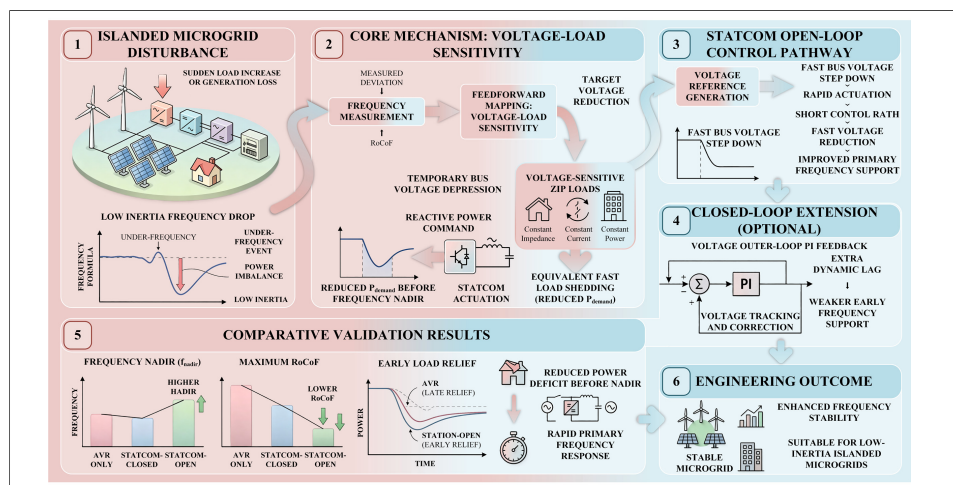 1
ISLANDED MICROGRID
DISTURBANCE
SUDDEN LOAD INCREASE
OR GENERATION LOSS
LOW INERTIA FREQUENCY DROP
UNDER-FREQUENCY
UNDER-
FREQUENCY
EVENT
POWER
IMBALANCE
LOW INERTIA
FREQUENCY
FORMULA
2
CORE MECHANISM: VOLTAGE-LOAD
SENSITIVITY
MEASURED
DEVIATION
FREQUENCY
MEASUREMENT
RoCoF
FEEDFORWARD
MAPPING:
VOLTAGE-LOAD
SENSITIVITY
TARGET
VOLTAGE
REDUCTION
TEMPORARY BUS
VOLTAGE DEPRESSION
VOLTAGE-SENSITIVE
ZIP LOADS
Constant
Impedance
Constant
Current
Constant
Power
REACTIVE POWER
COMMAND
REDUCED Pdemand BEFORE
FREQUENCY NADIR
STATCOM
ACTUATION
EQUIVALENT FAST
LOAD SHEDDING
(REDUCED Pdemand)
3
STATCOM OPEN-LOOP
CONTROL PATHWAY
VOLTAGE
REFERENCE
GENERATION
FAST BUS VOLTAGE
STEP DOWN
RAPID ACTUATION
SHORT CONTOL RATH
FAST VOLTAGE
REDUCTION
IMPROVED PRIMARY
FREQUENCY SUPPORT
FAST BUS VOLTAGE
STEP DOWN
4
CLOSED-LOOP EXTENSION
(OPTIONAL)
VOLTAGE OUTER-LOOP PI FEEDBACK
EXTRA
DYNAMIC LAG
WEAKER EARLY
FREQUENCY
SUPPORT
+
−
+
Σ
PI
VOLTAGE TRACKING
AND CORRECTION
5
COMPARATIVE VALIDATION RESULTS
FREQUENCY NADIR (fnadir)
HIGHER
HADIR
FREQUENCY
AVR
ONLY
STATCOM-
CLOSED
STATCOM-
OPEN
MAXIMUM RoCoF
LOWER
RoCoF
AVR
ONLY
STATCOM-
CLOSED
STATCOM-
OPEN
EARLY LOAD RELIEF
AVR
(LATE RELIEF)
STATION-OPEN
(EARLY RELIEF)
POWER
TIME
REDUCED POWER
DEFICIT BEFORE NADIR
RAPID PRIMARY
FREQUENCY
RESPONSE
6
ENGINEERING OUTCOME
STABLE
MICROGRID
ENHANCED FREQUENCY
STABILITY
SUITABLE FOR LOW-
INERTIA ISLANDED
MICROGRIDS